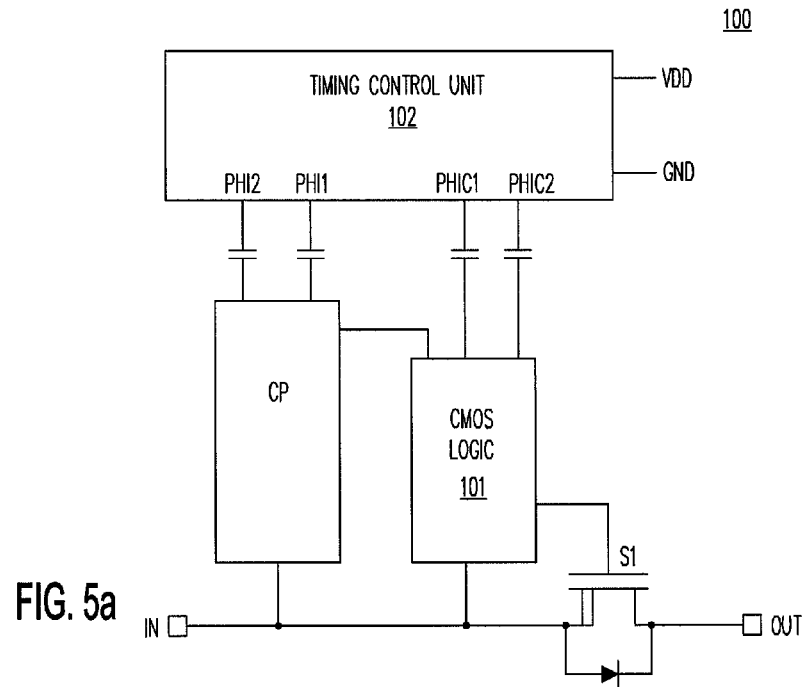 100
TIMING CONTROL UNIT
102
VDD
GND
PHI2 PHI1 PHIC1 PHIC2
CP
CMOS
LOGIC
101
S1
FIG. 5a
IN
OUT